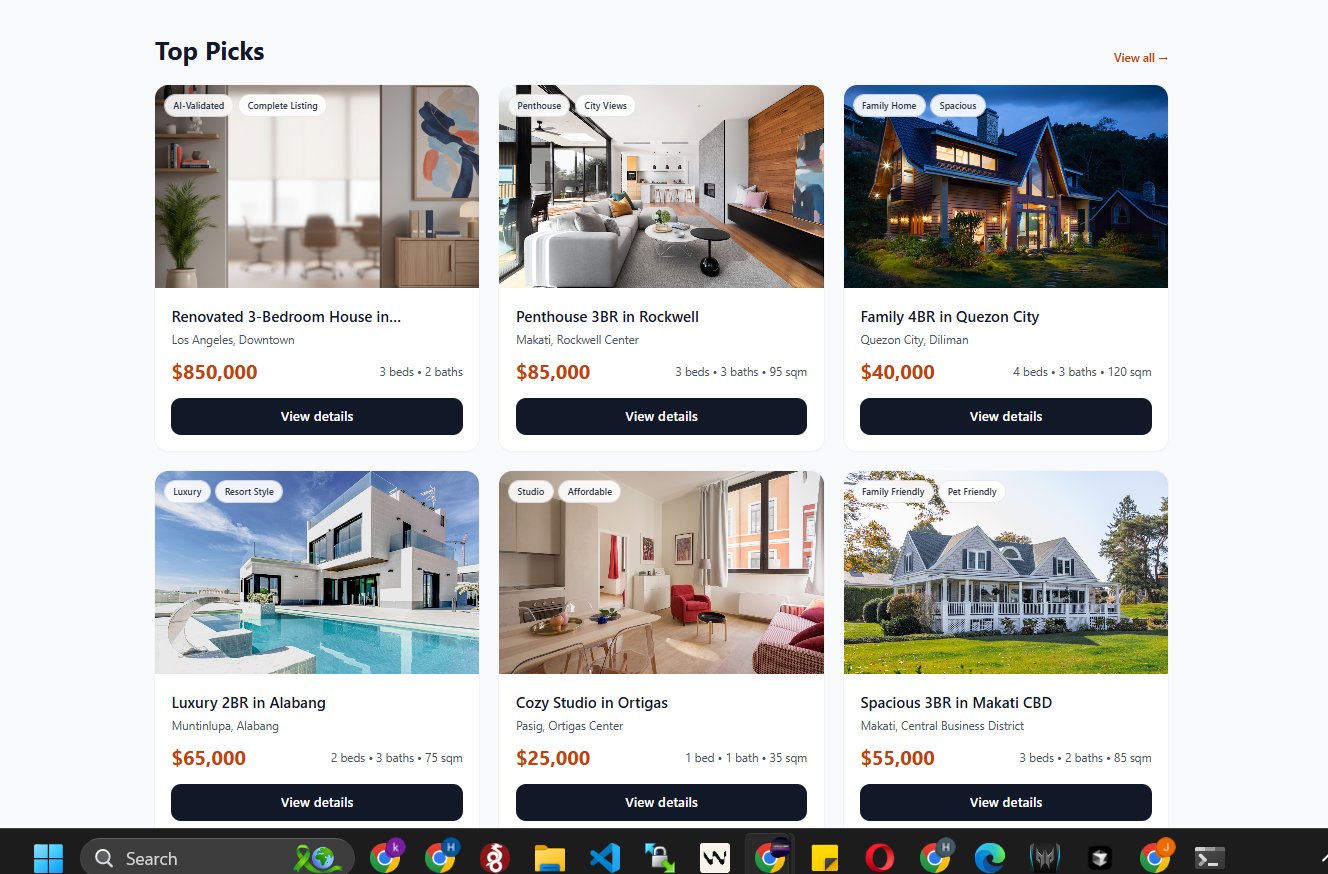 Top Picks
View all →
AI-Validated
Complete Listing
Penthouse
City Views
Family Home
Spacious
Renovated 3-Bedroom House in...
Los Angeles, Downtown
$850,000
3 beds • 2 baths
View details
Penthouse 3BR in Rockwell
Makati, Rockwell Center
$85,000
3 beds • 3 baths • 95 sqm
View details
Family 4BR in Quezon City
Quezon City, Diliman
$40,000
4 beds • 3 baths • 120 sqm
View details
Luxury
Resort Style
Studio
Affordable
Family Friendly
Pet Friendly
Luxury 2BR in Alabang
Muntinlupa, Alabang
$65,000
2 beds • 3 baths • 75 sqm
View details
Cozy Studio in Ortigas
Pasig, Ortigas Center
$25,000
1 bed • 1 bath • 35 sqm
View details
Spacious 3BR in Makati CBD
Makati, Central Business District
$55,000
3 beds • 2 baths • 85 sqm
View details
Search
k
H
H
J